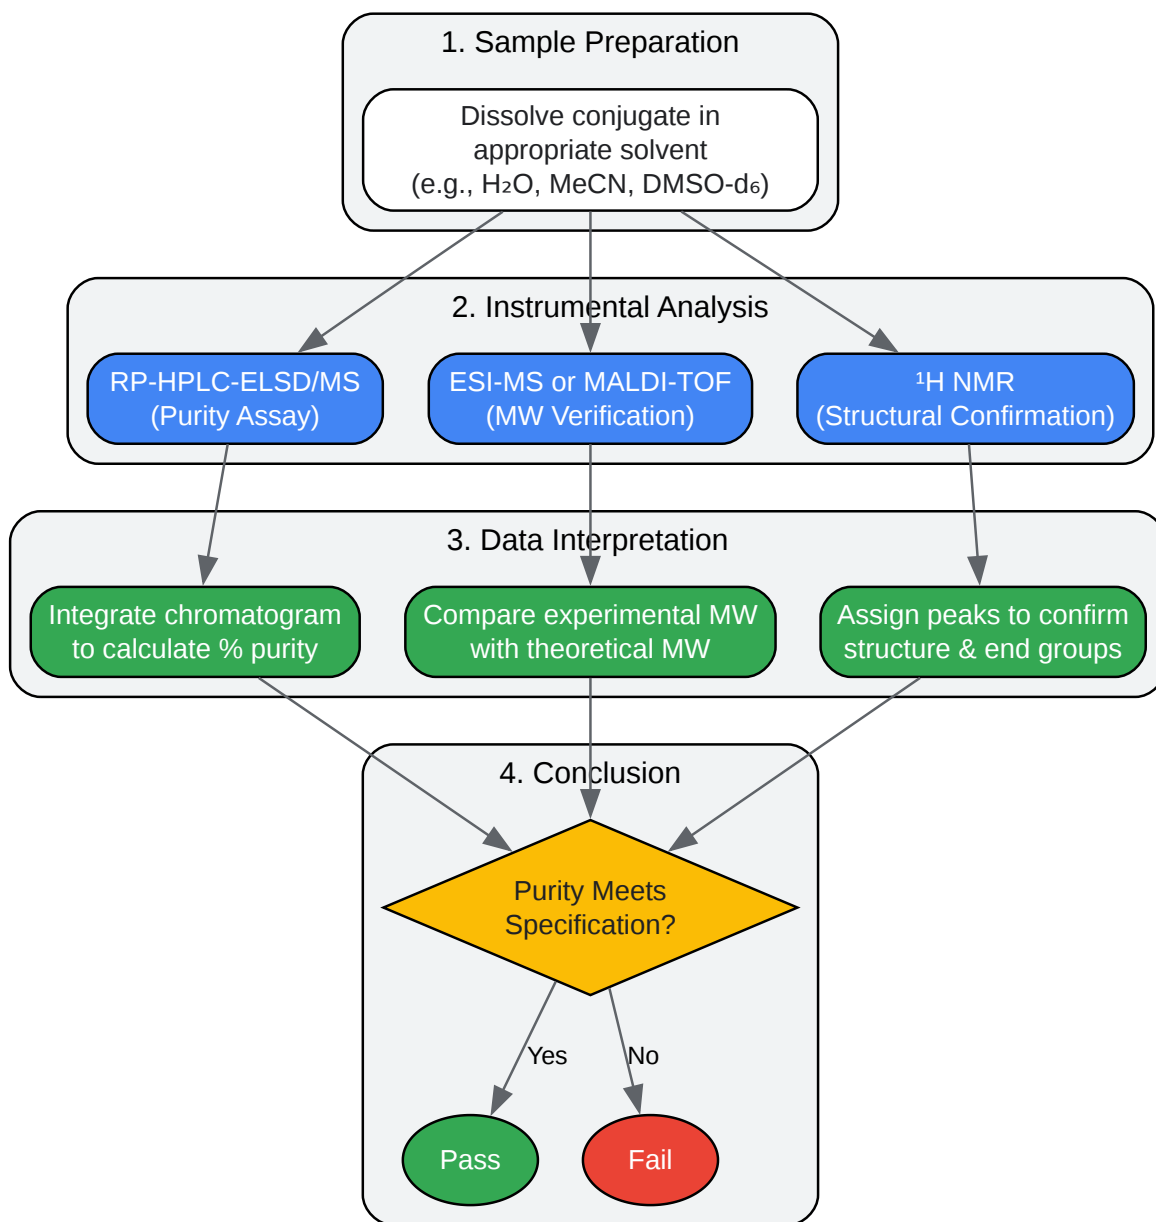 1. Sample Preparation
Dissolve conjugate in
appropriate solvent
(e.g., H₂O, MeCN, DMSO-d₆)
2. Instrumental Analysis
RP-HPLC-ELSD/MS
(Purity Assay)
ESI-MS or MALDI-TOF
(MW Verification)
¹H NMR
(Structural Confirmation)
3. Data Interpretation
Integrate chromatogram
to calculate % purity
Compare experimental MW
with theoretical MW
Assign peaks to confirm
structure & end groups
4. Conclusion
Purity Meets
Specification?
Yes
No
Pass
Fail